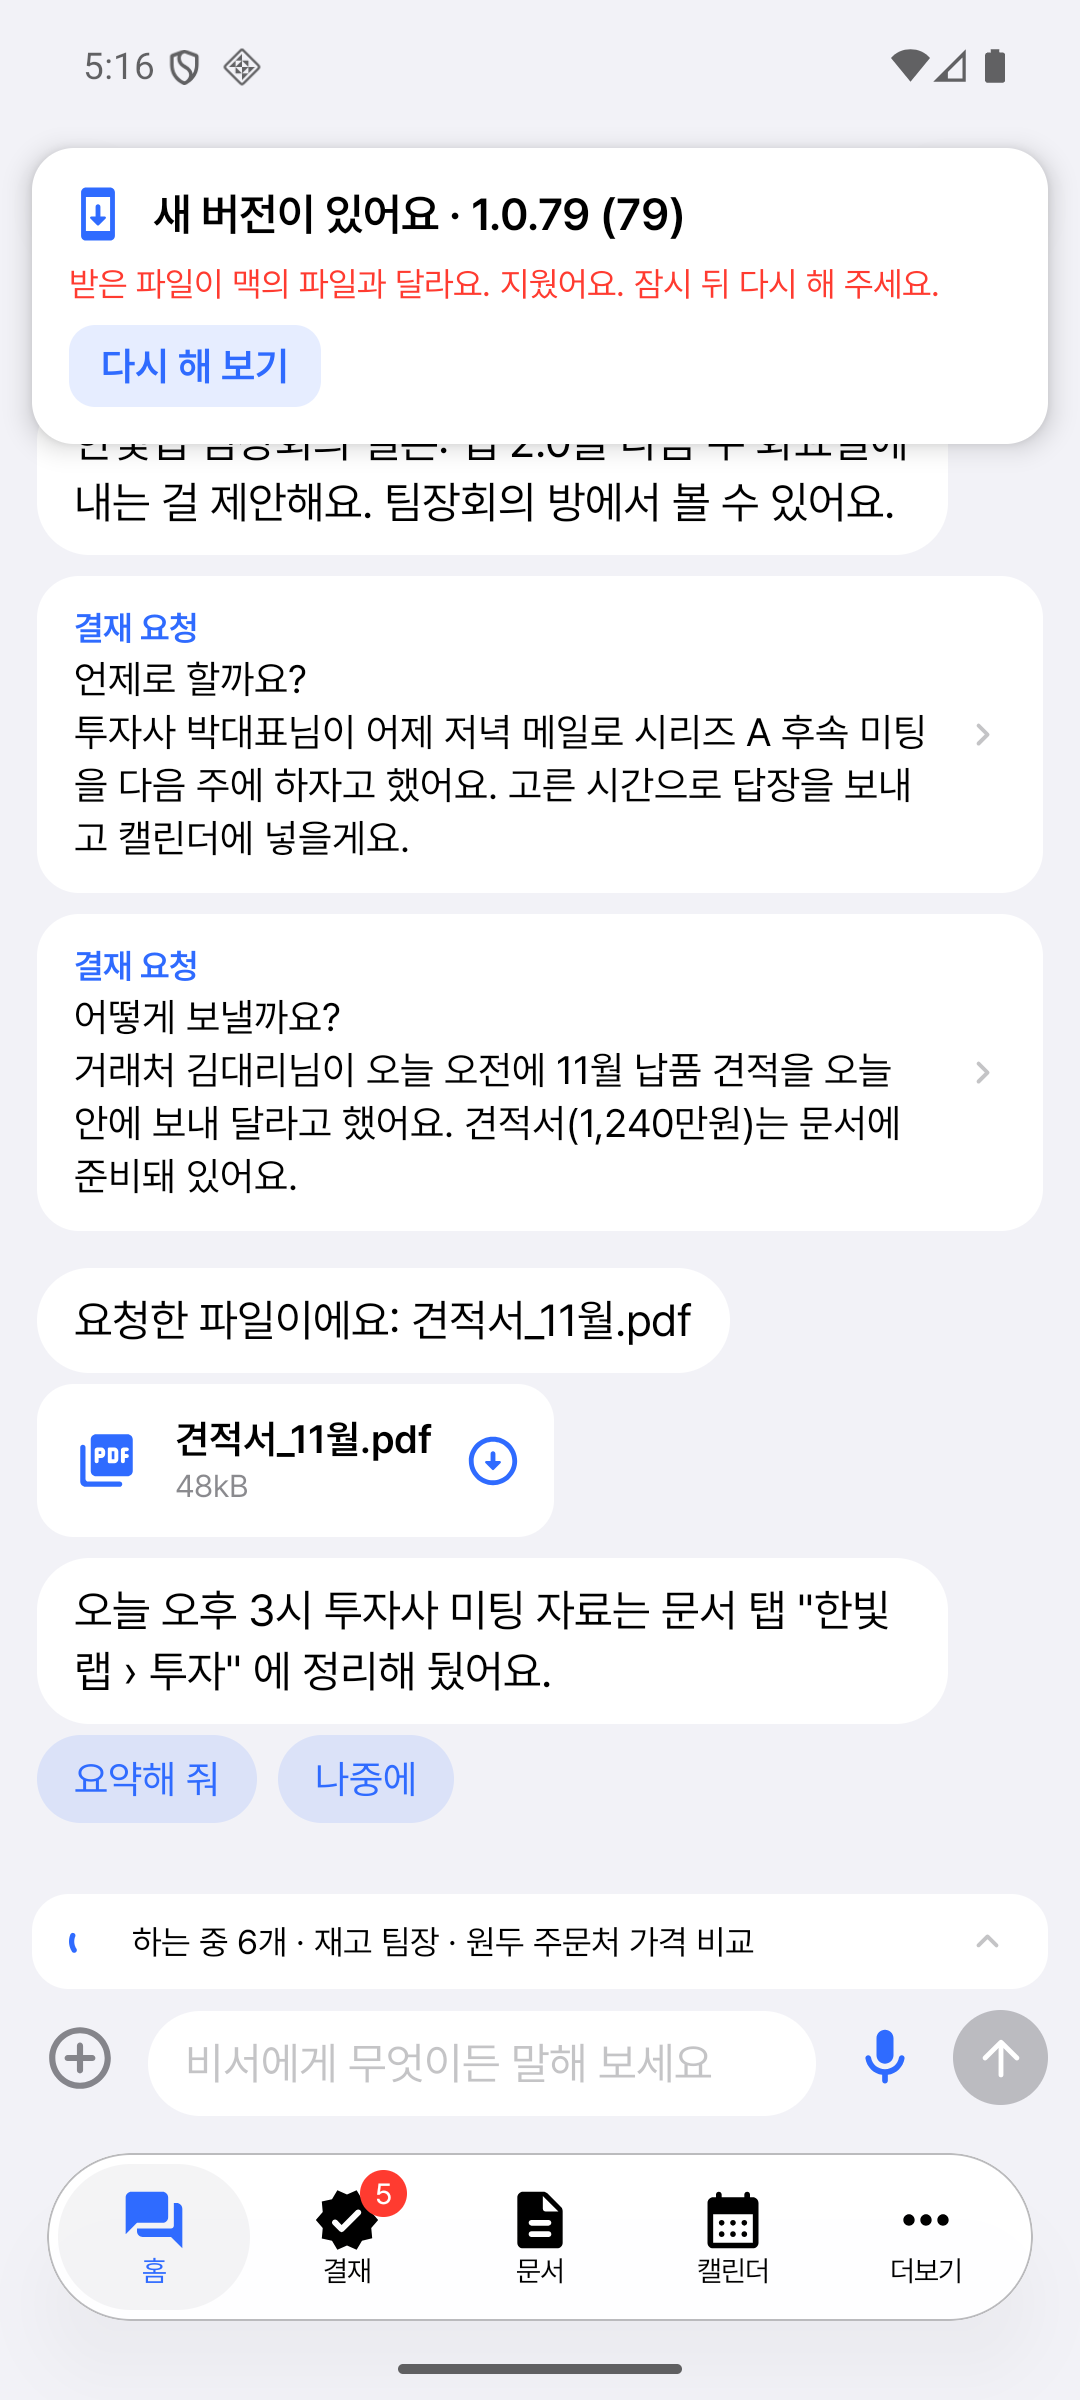 5:16
새 버전이 있어요 · 1.0.79 (79)
받은 파일이 맥의 파일과 달라요. 지웠어요. 잠시 뒤 다시 해 주세요.
다시 해 보기
내는 걸 제안해요. 팀장회의 방에서 볼 수 있어요.
결재 요청
언제로 할까요?
투자사 박대표님이 어제 저녁 메일로 시리즈 A 후속 미팅
을 다음 주에 하자고 했어요. 고른 시간으로 답장을 보내
고 캘린더에 넣을게요.
결재 요청
어떻게 보낼까요?
거래처 김대리님이 오늘 오전에 11월 납품 견적을 오늘
안에 보내 달라고 했어요. 견적서(1,240만원)는 문서에
준비돼 있어요.
요청한 파일이에요: 견적서_11월.pdf
PDF
견적서_11월.pdf
48kB
오늘 오후 3시 투자사 미팅 자료는 문서 탭 "한빛
랩 › 투자" 에 정리해 뒀어요.
요약해 줘
나중에
하는 중 6개 · 재고 팀장 · 원두 주문처 가격 비교
비서에게 무엇이든 말해 보세요
5
홈
결재
문서
캘린더
더보기